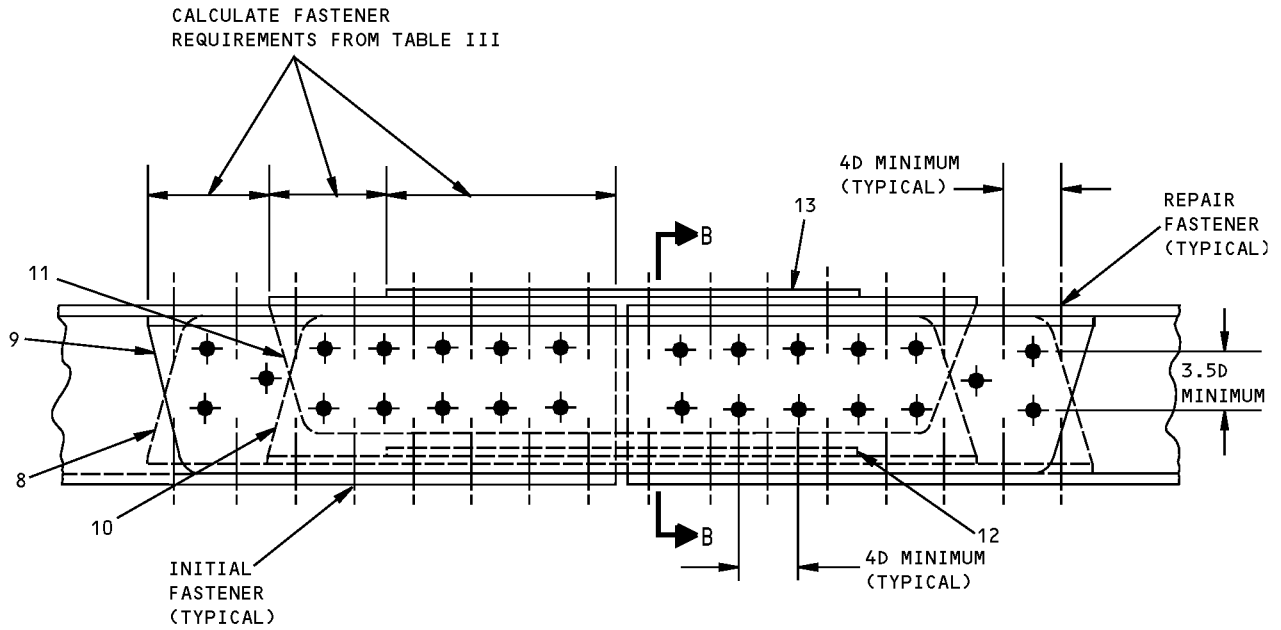 CALCULATE FASTENER
REQUIREMENTS FROM TABLE III
4D MINIMUM
(TYPICAL)
13
REPAIR
FASTENER
(TYPICAL)
B
11
9
3.5D
MINIMUM
8
10
B
12
INITIAL
FASTENER
(TYPICAL)
4D MINIMUM
(TYPICAL)